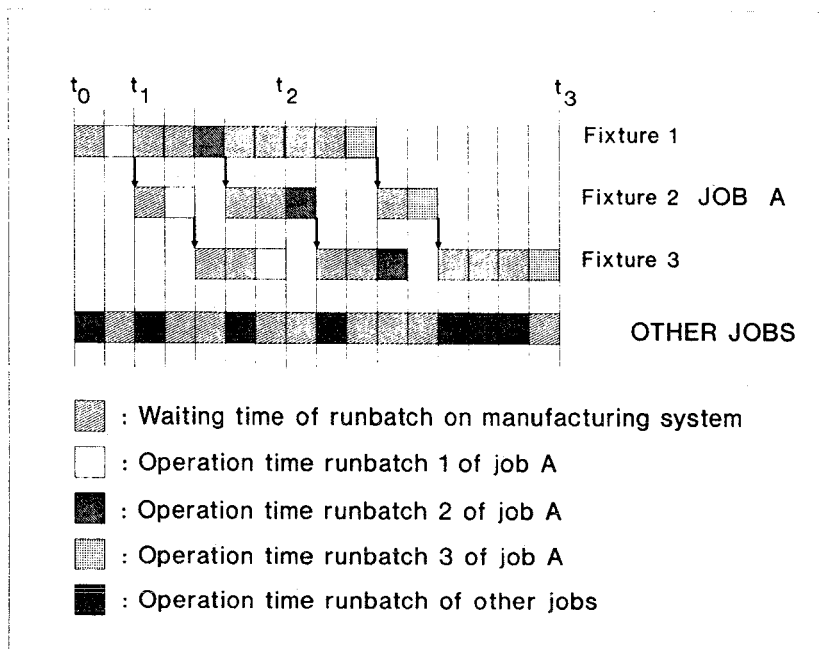 t0 t1 t2 t3
Fixture 1
Fixture 2 JOB A
Fixture 3
OTHER JOBS
: Waiting time of runbatch on manufacturing system
: Operation time runbatch 1 of job A
: Operation time runbatch 2 of job A
: Operation time runbatch 3 of job A
: Operation time runbatch of other jobs